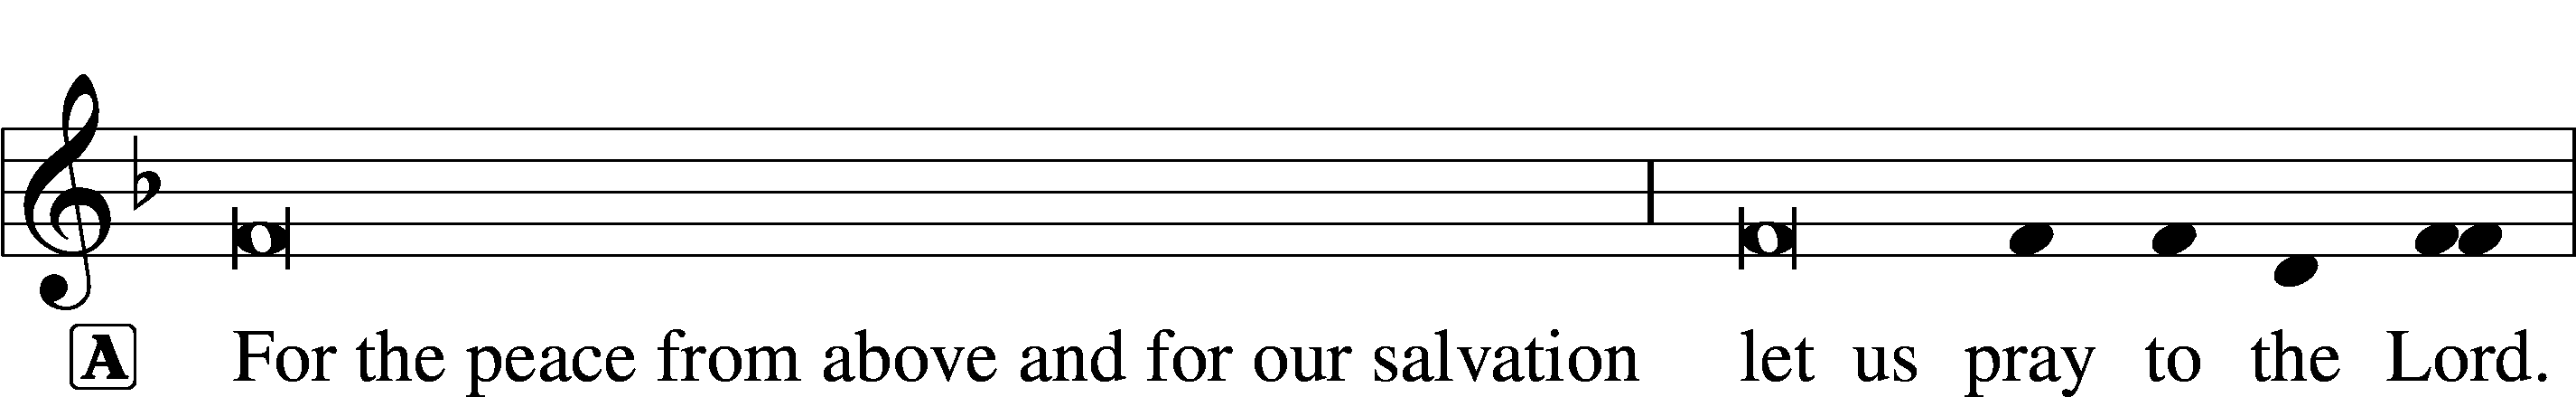 A For the peace from above and for our salvation let us pray to the Lord.